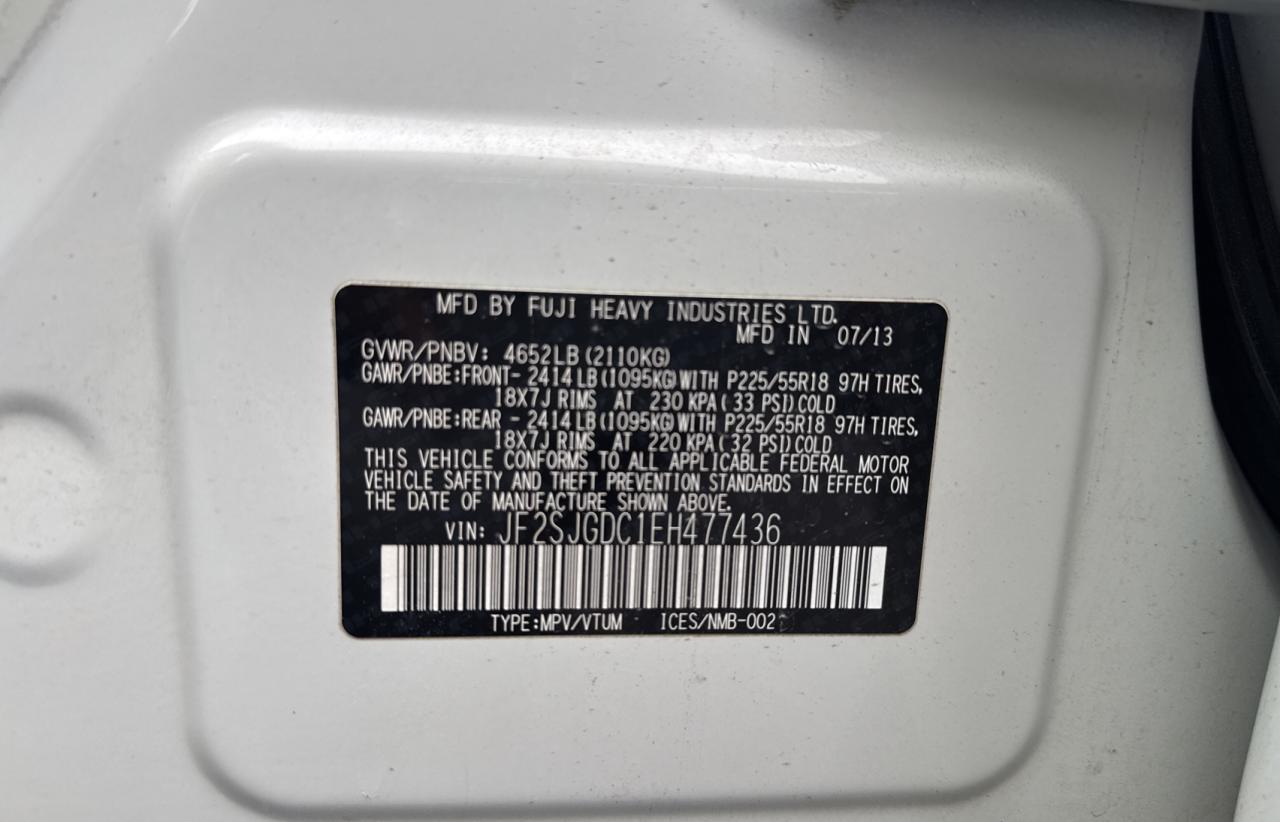 MFD BY FUJI HEAVY INDUSTRIES LTD.
MFD IN 07/13
GVWR/PNBV: 4652LB (2110KG)
GAWR/PNBE:FRONT- 2414LB(1095KG)WITH P225/55R18 97H TIRES,
18X7J RIMS AT 230 KPA( 33 PSI)COLD
GAWR/PNBE:REAR - 2414LB(1095KG)WITH P225/55R18 97H TIRES,
18X7J RIMS AT 220 KPA( 32 PSI)COLD
THIS VEHICLE CONFORMS TO ALL APPLICABLE FEDERAL MOTOR
VEHICLE SAFETY AND THEFT PREVENTION STANDARDS IN EFFECT ON
THE DATE OF MANUFACTURE SHOWN ABOVE.
VIN: JF2SJGDC1EH477436
TYPE:MPV/VTUM ICES/NMB-002